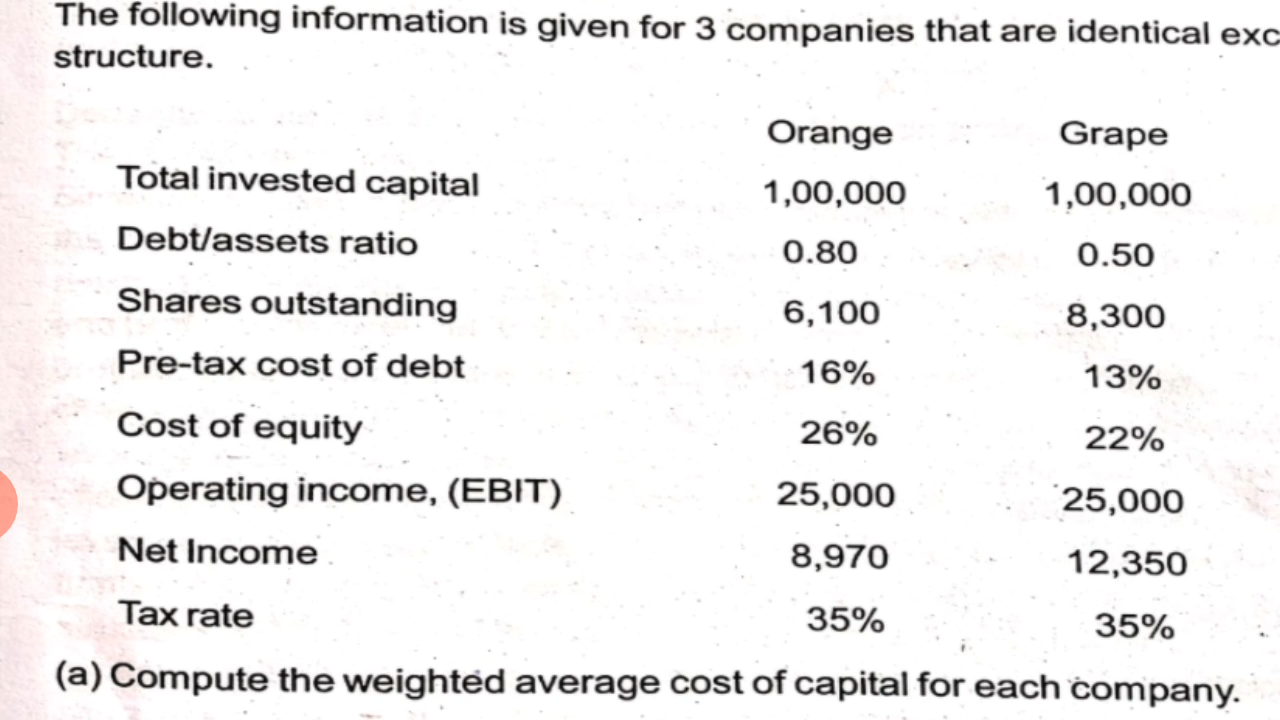 The following information is given for 3 companies that are identical exc
structure.
Orange Grape
Total invested capital 1,00,000 1,00,000
Debt/assets ratio 0.80 0.50
Shares outstanding 6,100 8,300
Pre-tax cost of debt 16% 13%
Cost of equity 26% 22%
Operating income, (EBIT) 25,000 25,000
Net Income 8,970 12,350
Tax rate 35% 35%
(a) Compute the weighted average cost of capital for each company.